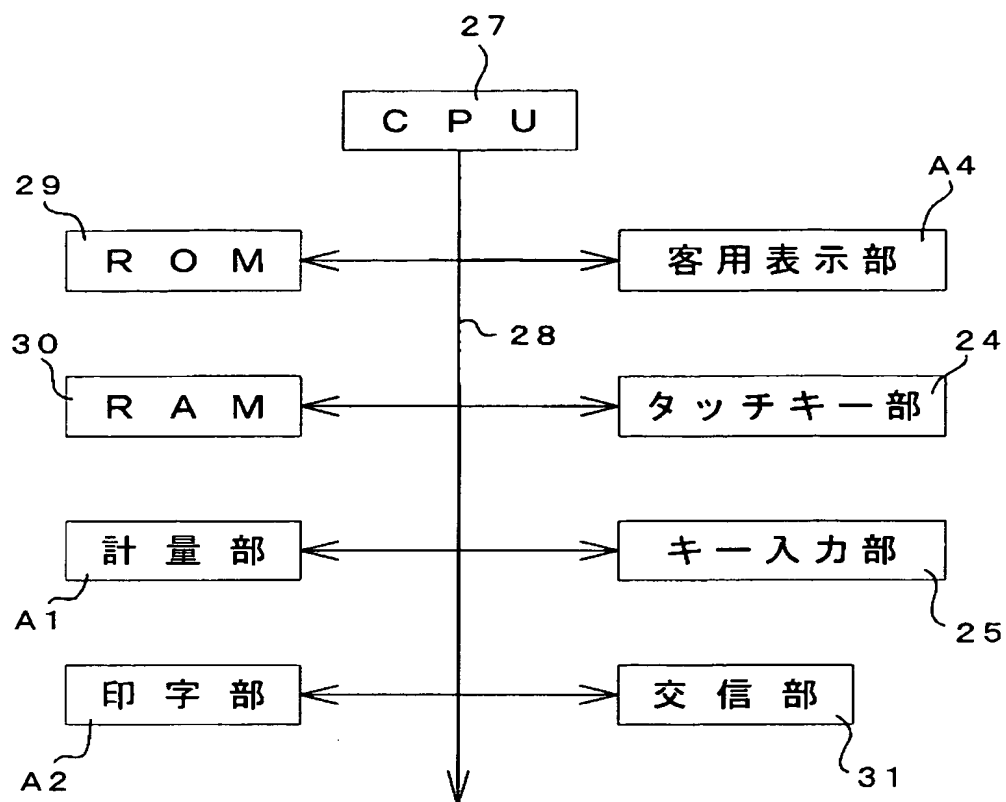 27
CPU
29
A4
ROM
客用表示部
30
28
24
RAM
タッチキー部
計量部
キー入力部
A1
25
印字部
交信部
A2
31